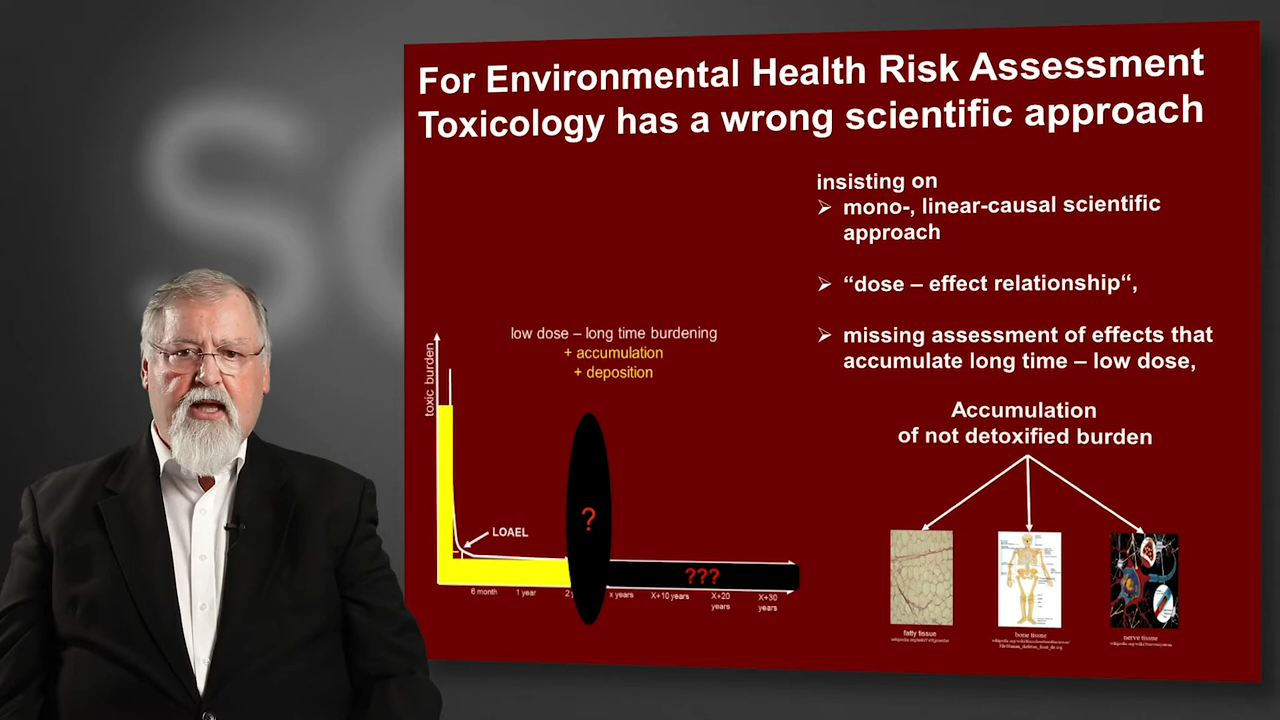 For Environmental Health Risk Assessment
Toxicology has a wrong scientific approach
insisting on
➢ mono-, linear-causal scientific
approach
➢ “dose – effect relationship“,
➢ missing assessment of effects that
accumulate long time – low dose,
Accumulation
of not detoxified burden
low dose – long time burdening
+ accumulation
+ deposition
toxic burden
LOAEL
?
???
6 month
1 year
x years
X+10 years
X+20
years
X+30
years
fatty tissue
bone tissue
nerve tissue